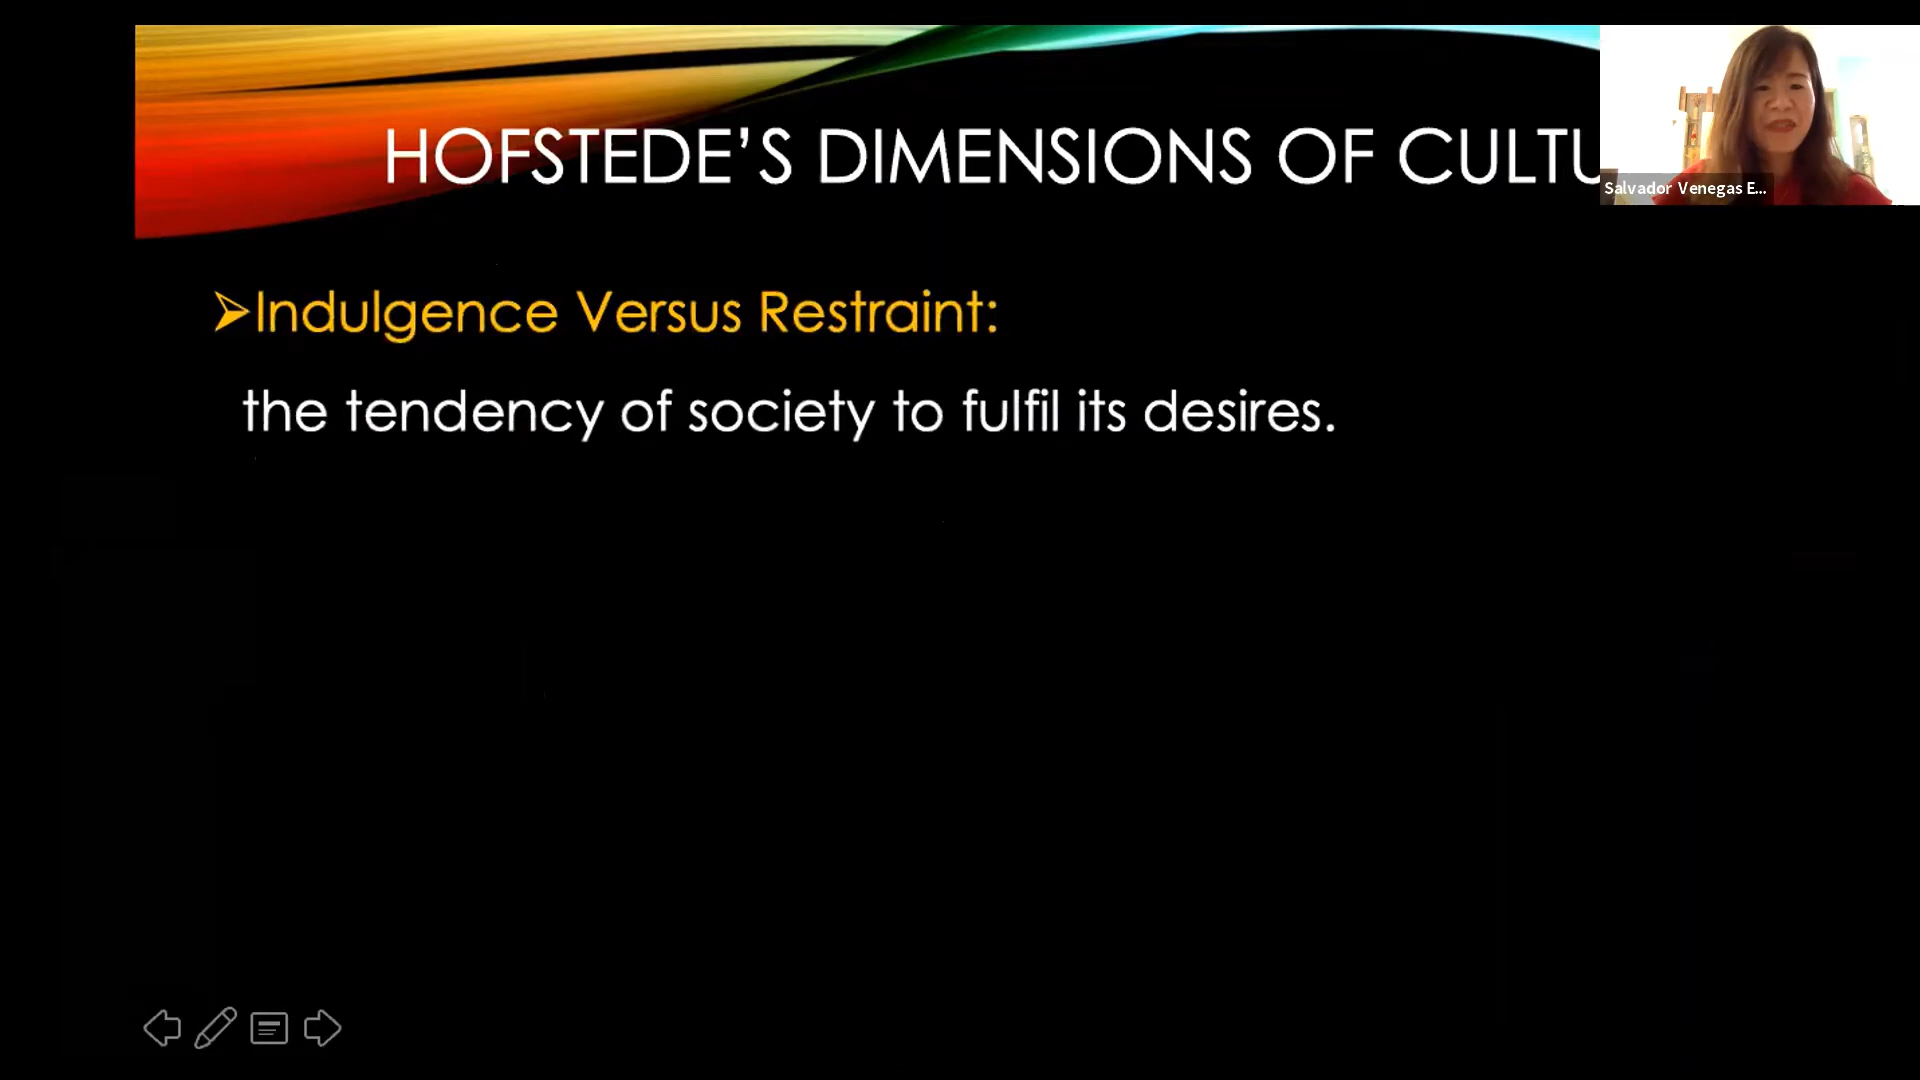 HOFSTEDE’S DIMENSIONS OF CULTU
Salvador Venegas E...
➢Indulgence Versus Restraint:
the tendency of society to fulfil its desires.